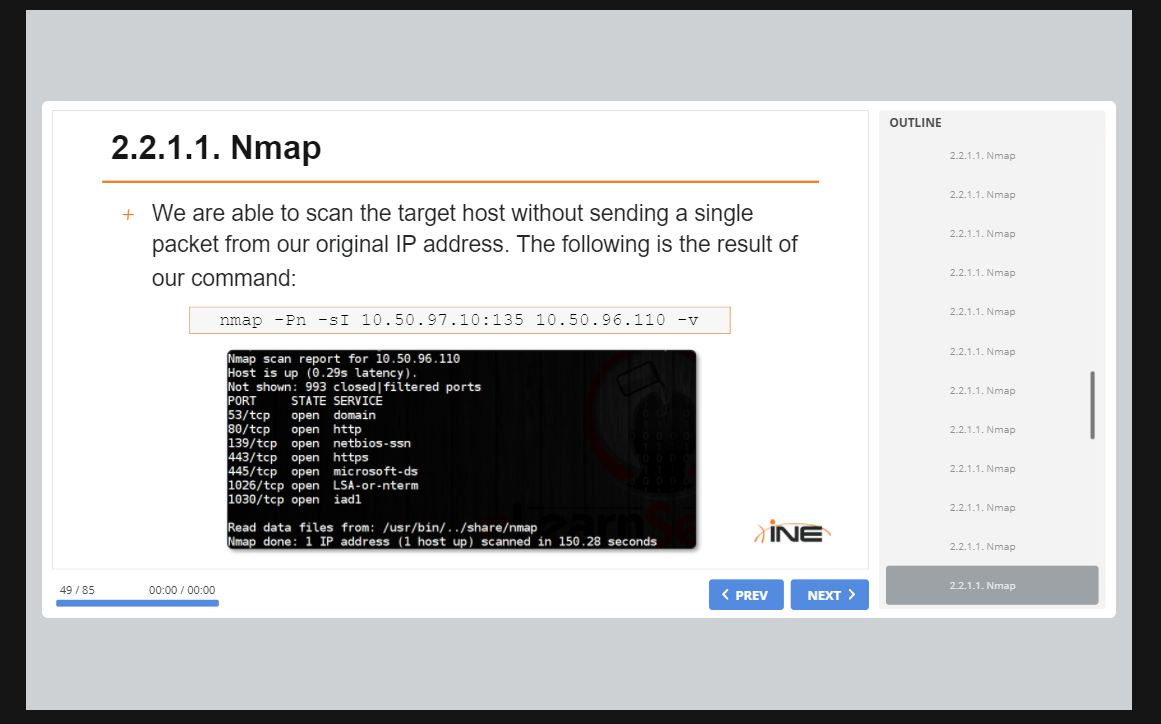 2.2.1.1. Nmap
+ We are able to scan the target host without sending a single
packet from our original IP address. The following is the result of
our command:
nmap -Pn -sI 10.50.97.10:135 10.50.96.110 -v
Nmap scan report for 10.50.96.110
Host is up (0.29s latency).
Not shown: 993 closed|filtered ports
PORT STATE SERVICE
53/tcp open domain
80/tcp open http
139/tcp open netbios-ssn
443/tcp open https
445/tcp open microsoft-ds
1026/tcp open LSA-or-nterm
1030/tcp open iad1
Read data files from: /usr/bin/../share/nmap
Nmap done: 1 IP address (1 host up) scanned in 150.28 seconds
iNE
49 / 85
00:00 / 00:00
PREV
NEXT
OUTLINE
2.2.1.1. Nmap
2.2.1.1. Nmap
2.2.1.1. Nmap
2.2.1.1. Nmap
2.2.1.1. Nmap
2.2.1.1. Nmap
2.2.1.1. Nmap
2.2.1.1. Nmap
2.2.1.1. Nmap
2.2.1.1. Nmap
2.2.1.1. Nmap
2.2.1.1. Nmap